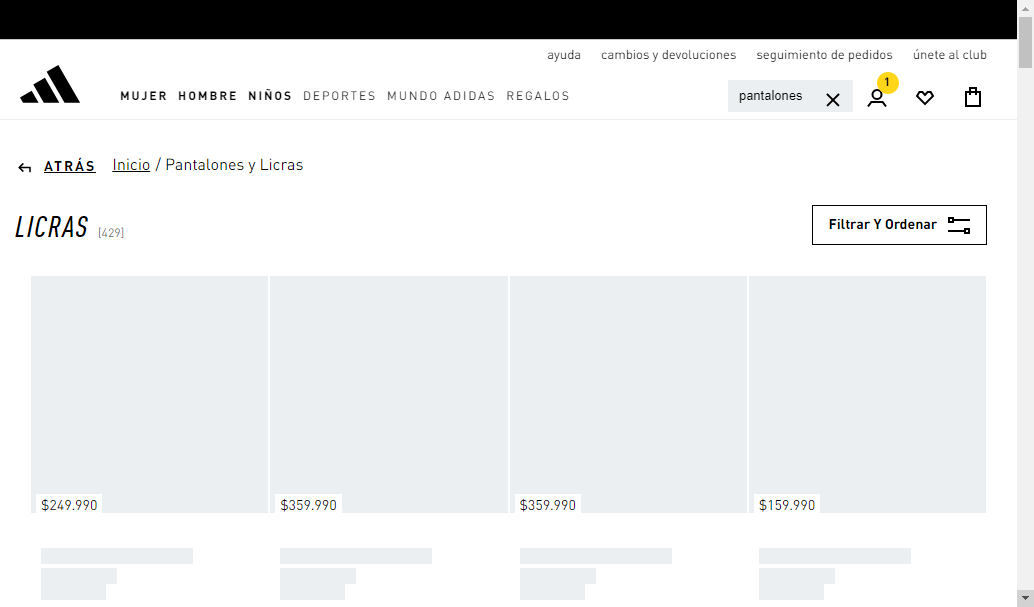 ayuda cambios y devoluciones seguimiento de pedidos únete al club
MUJER HOMBRE NIÑOS DEPORTES MUNDO ADIDAS REGALOS
pantalones
1
ATRÁS Inicio / Pantalones y Licras
LICRAS [429]
Filtrar Y Ordenar
$249.990 $359.990 $359.990 $159.990